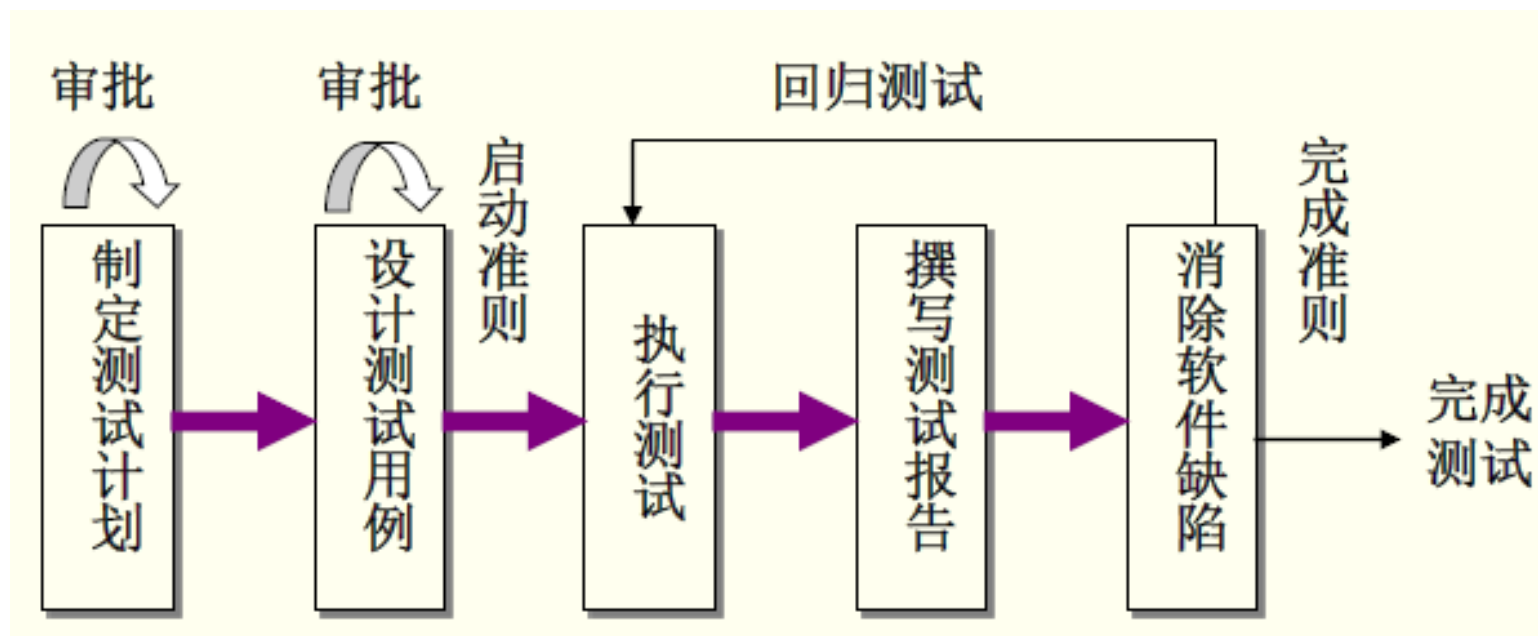 审批
审批
回归测试
启动准则
完成准则
制定测试计划
设计测试用例
执行测试
撰写测试报告
消除软件缺陷
完成
测试